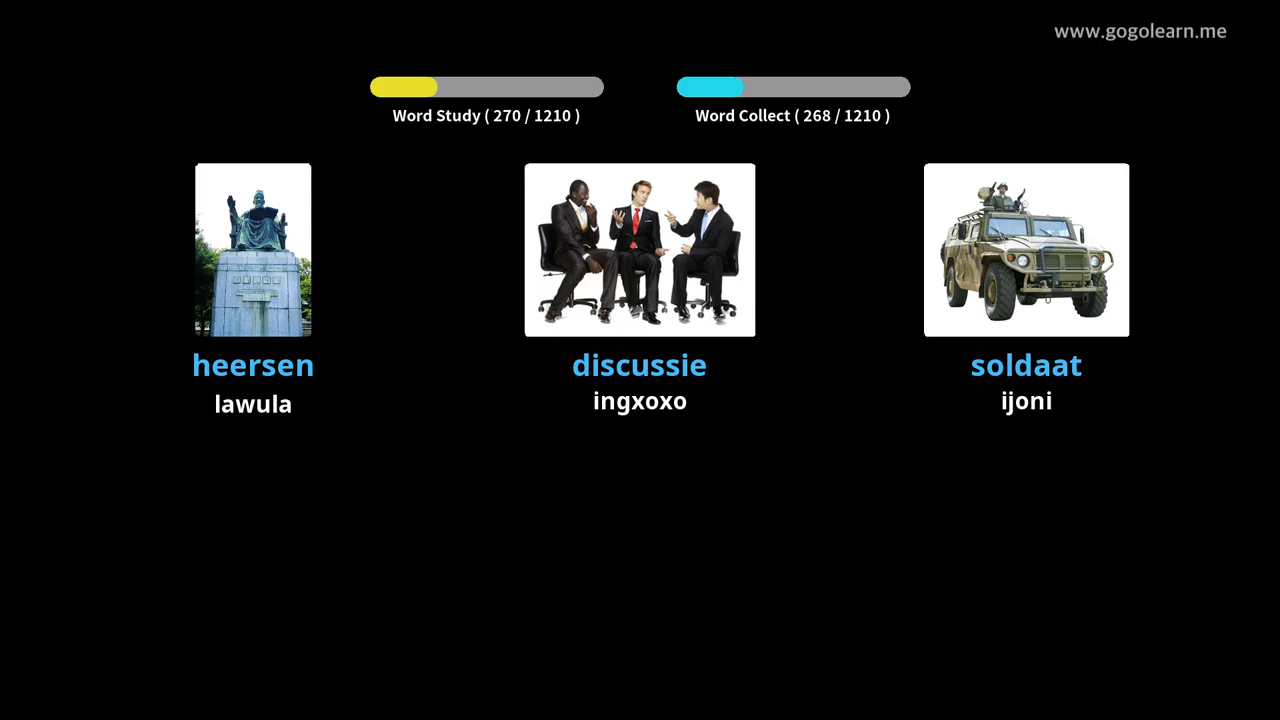 www.gogolearn.me
Word Study ( 270 / 1210 )
Word Collect ( 268 / 1210 )
heersen
lawula
discussie
ingxoxo
soldaat
ijoni